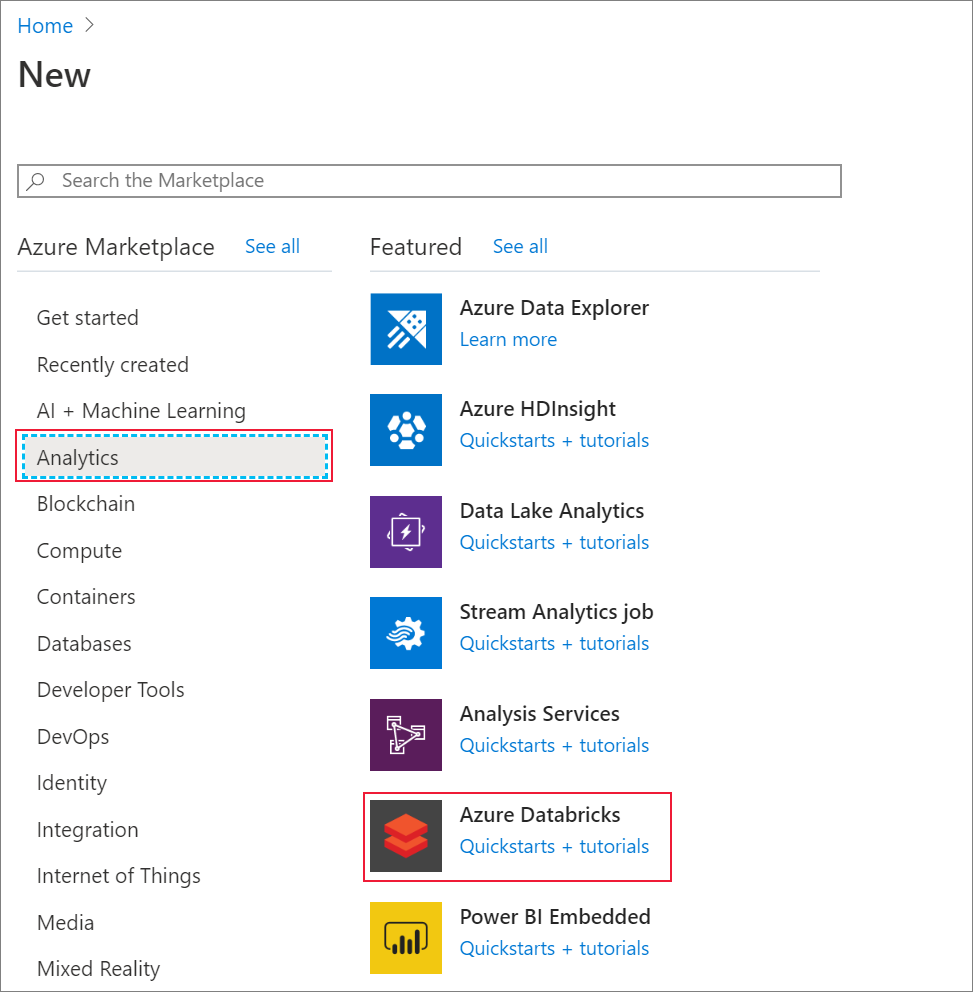 Home
New
Search the Marketplace
Azure Marketplace See all
Get started
Recently created
AI + Machine Learning
Analytics
Blockchain
Compute
Containers
Databases
Developer Tools
DevOps
Identity
Integration
Internet of Things
Media
Mixed Reality
Featured See all
Azure Data Explorer
Learn more
Azure HDInsight
Quickstarts + tutorials
Data Lake Analytics
Quickstarts + tutorials
Stream Analytics job
Quickstarts + tutorials
Analysis Services
Quickstarts + tutorials
Azure Databricks
Quickstarts + tutorials
Power BI Embedded
Quickstarts + tutorials